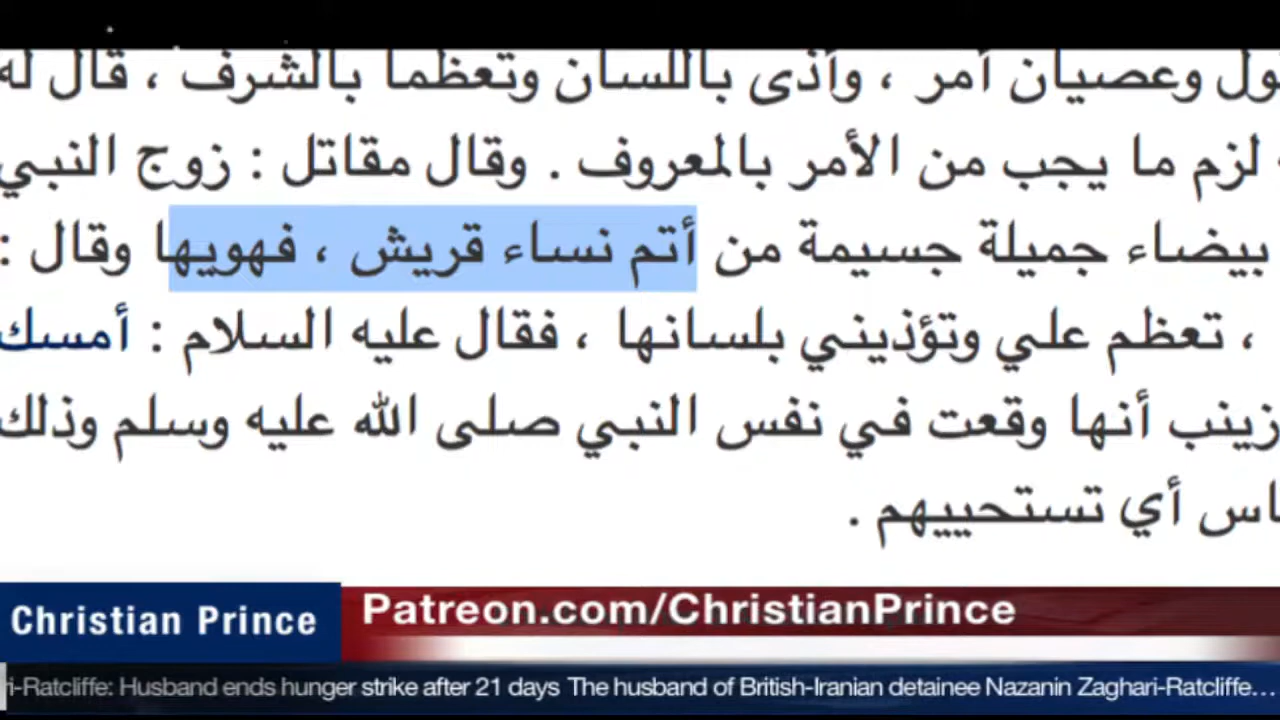 وعصيان أمر ، وأذى باللسان وتعظما بالشرف ، قال له
لزم ما يجب من الأمر بالمعروف . وقال مقاتل : زوج النبي
بيضاء جميلة جسيمة من أتم نساء قريش ، فهويها وقال :
، تعظم علي وتؤذيني بلسانها ، فقال عليه السلام : أمسك
زينب أنها وقعت في نفس النبي صلى الله عليه وسلم وذلك
أي تستحييهم .
Christian Prince
Patreon.com/ChristianPrince
ri-Ratcliffe: Husband ends hunger strike after 21 days The husband of British-Iranian detainee Nazanin Zaghari-Ratcliffe...